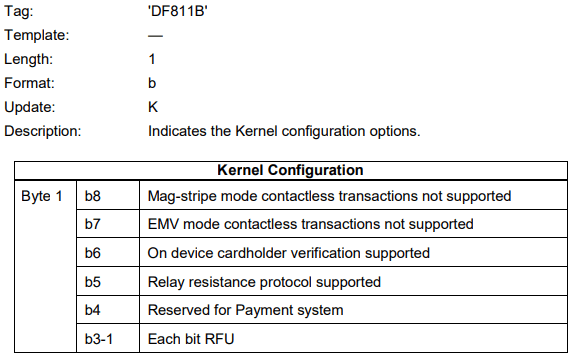 Tag: 'DF811B'
Template: —
Length: 1
Format: b
Update: K
Description: Indicates the Kernel configuration options.
Kernel Configuration
Byte 1 b8 Mag-stripe mode contactless transactions not supported
b7 EMV mode contactless transactions not supported
b6 On device cardholder verification supported
b5 Relay resistance protocol supported
b4 Reserved for Payment system
b3-1 Each bit RFU